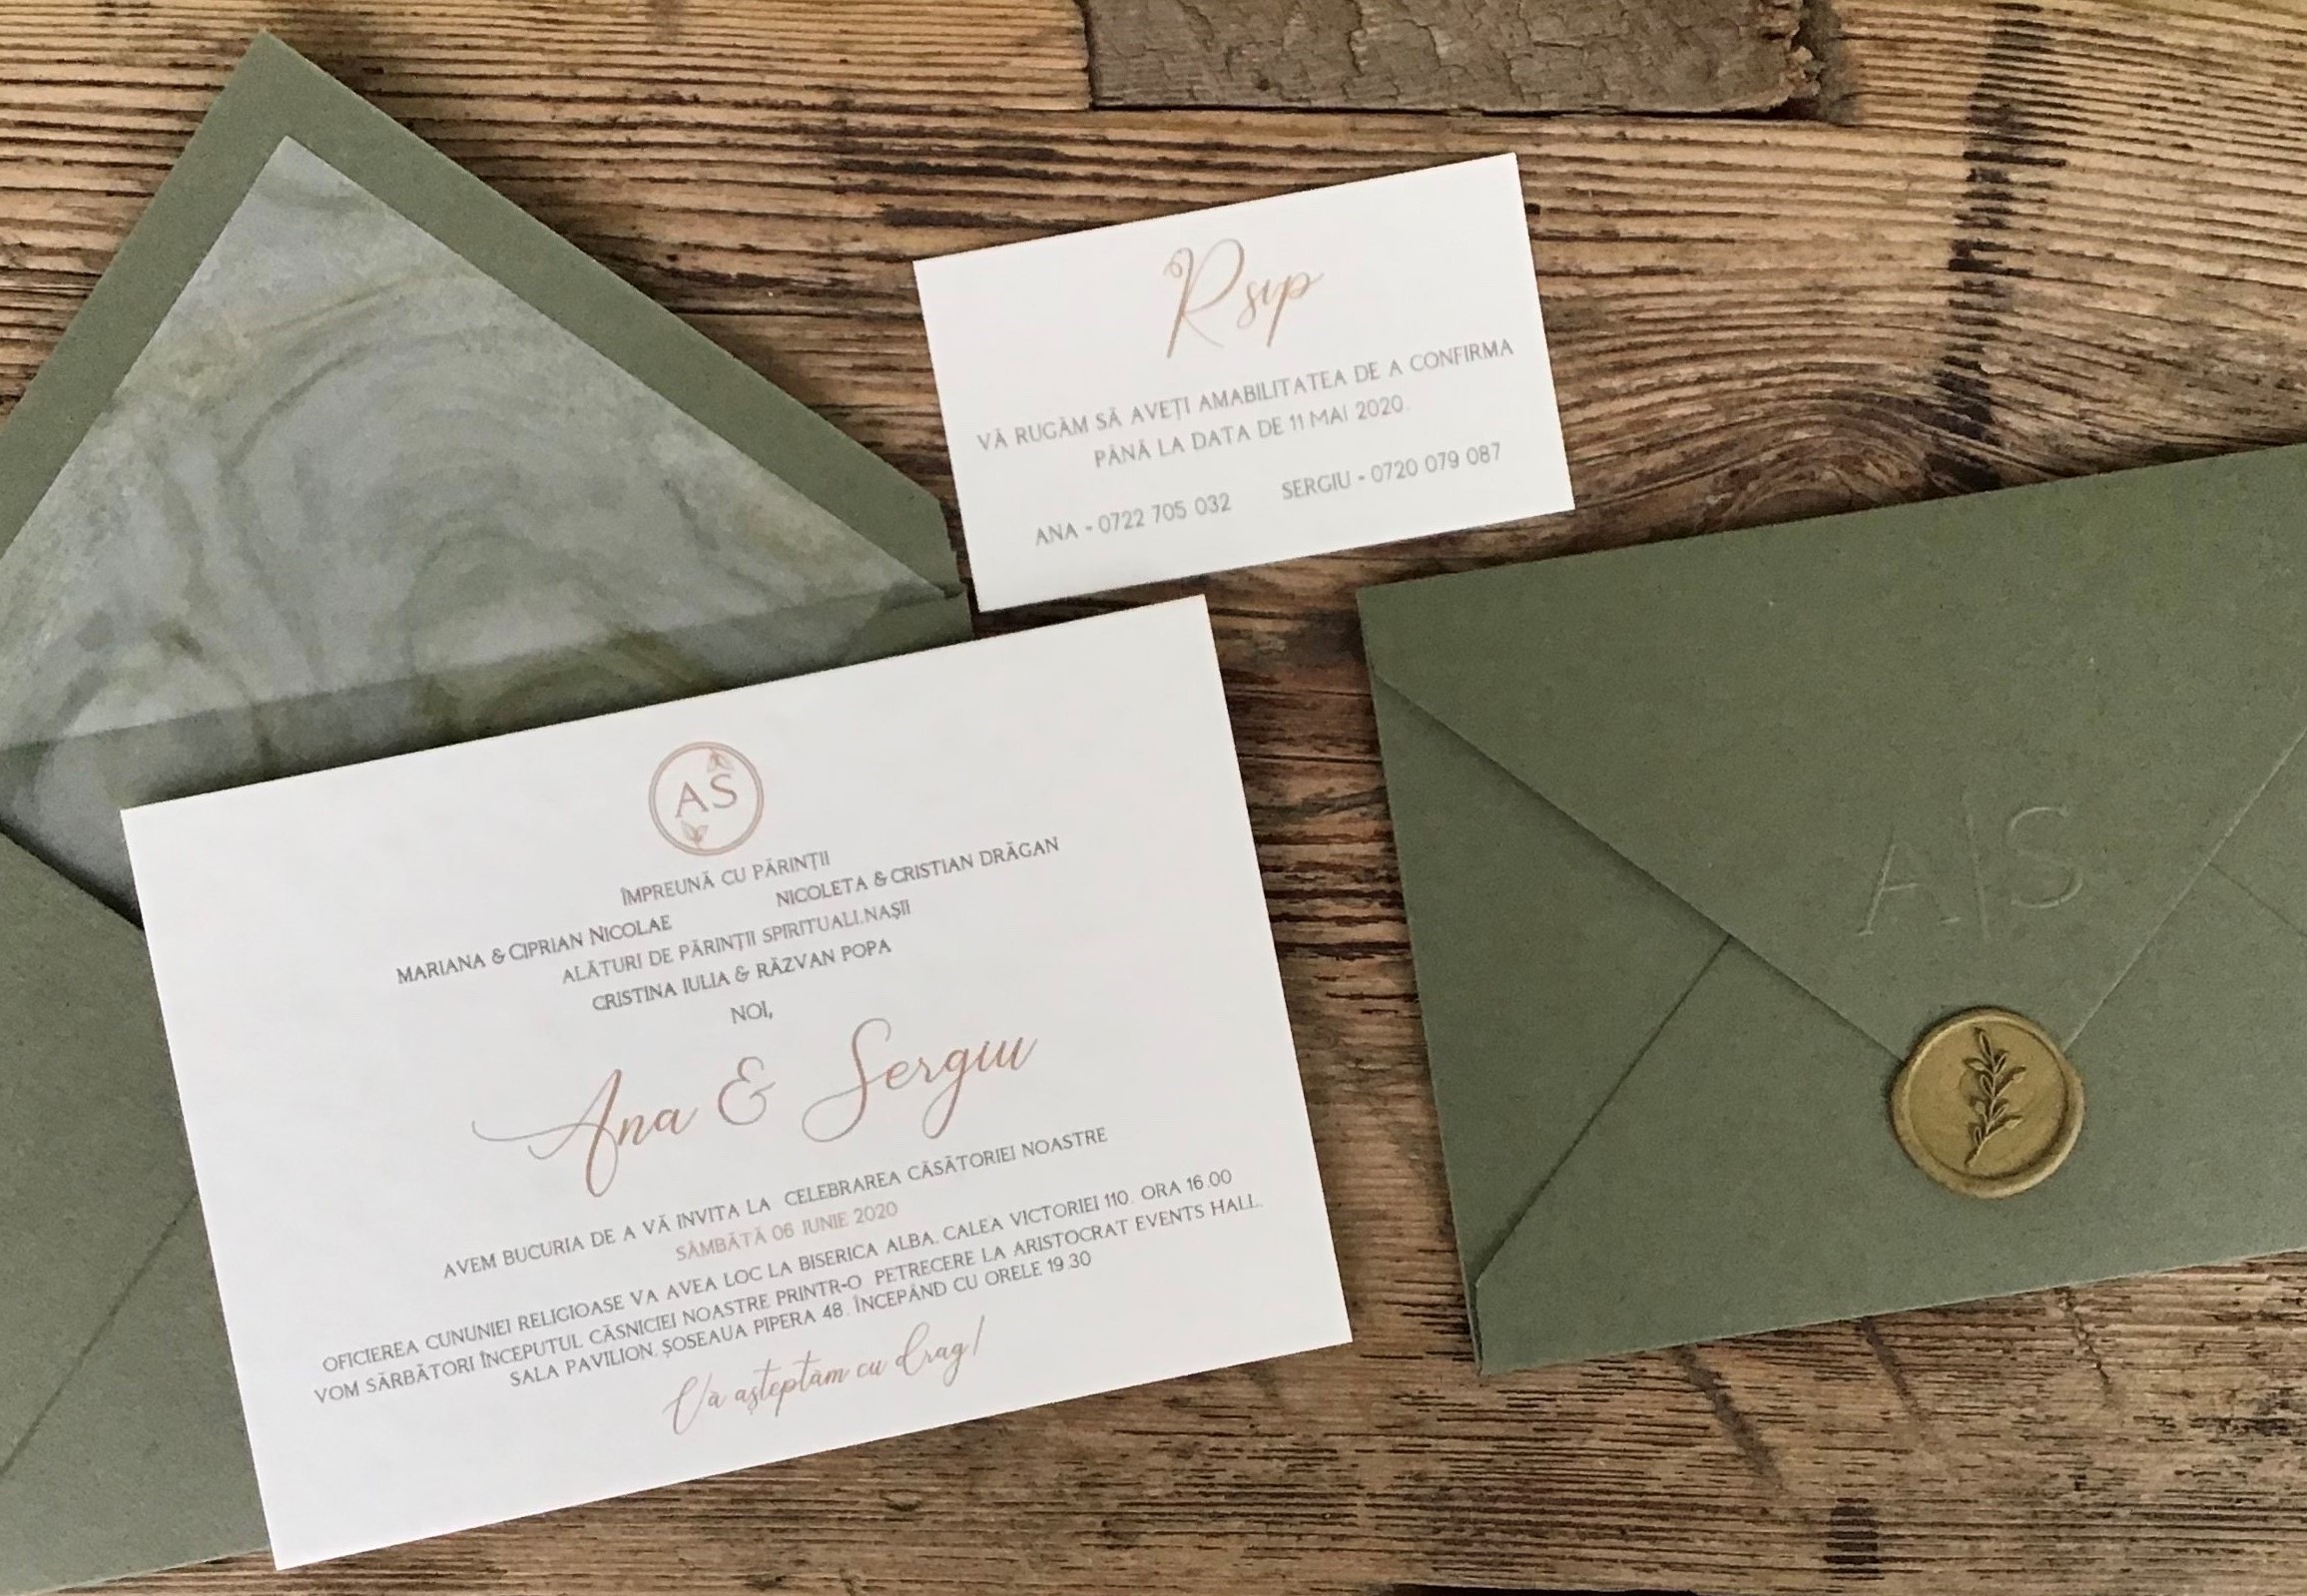 Rsvp
VĂ RUGĂM SĂ AVEȚI AMABILITATEA DE A CONFIRMA
PÂNĂ LA DATA DE 11 MAI 2020.
ANA - 0722 705 032 SERGIU - 0720 079 087
AS
ÎMPREUNĂ CU PĂRINȚII
MARIANA & CIPRIAN NICOLAE NICOLETA & CRISTIAN DRĂGAN
ALĂTURI DE PĂRINȚII SPIRITUALI,NAȘII
CRISTINA IULIA & RĂZVAN POPA
NOI,
Ana & Sergiu
AVEM BUCURIA DE A VĂ INVITA LA CELEBRAREA CĂSĂTORIEI NOASTRE
SÂMBĂTĂ 06 IUNIE 2020
OFICIEREA CUNUNIEI RELIGIOASE VA AVEA LOC LA BISERICA ALBA, CALEA VICTORIEI 110, ORA 16.00
VOM SĂRBĂTORI ÎNCEPUTUL CĂSNICIEI NOASTRE PRINTR-O PETRECERE LA ARISTOCRAT EVENTS HALL,
SALA PAVILION, ȘOSEAUA PIPERA 48, ÎNCEPÂND CU ORELE 19.30
Vă așteptăm cu drag!
A|S